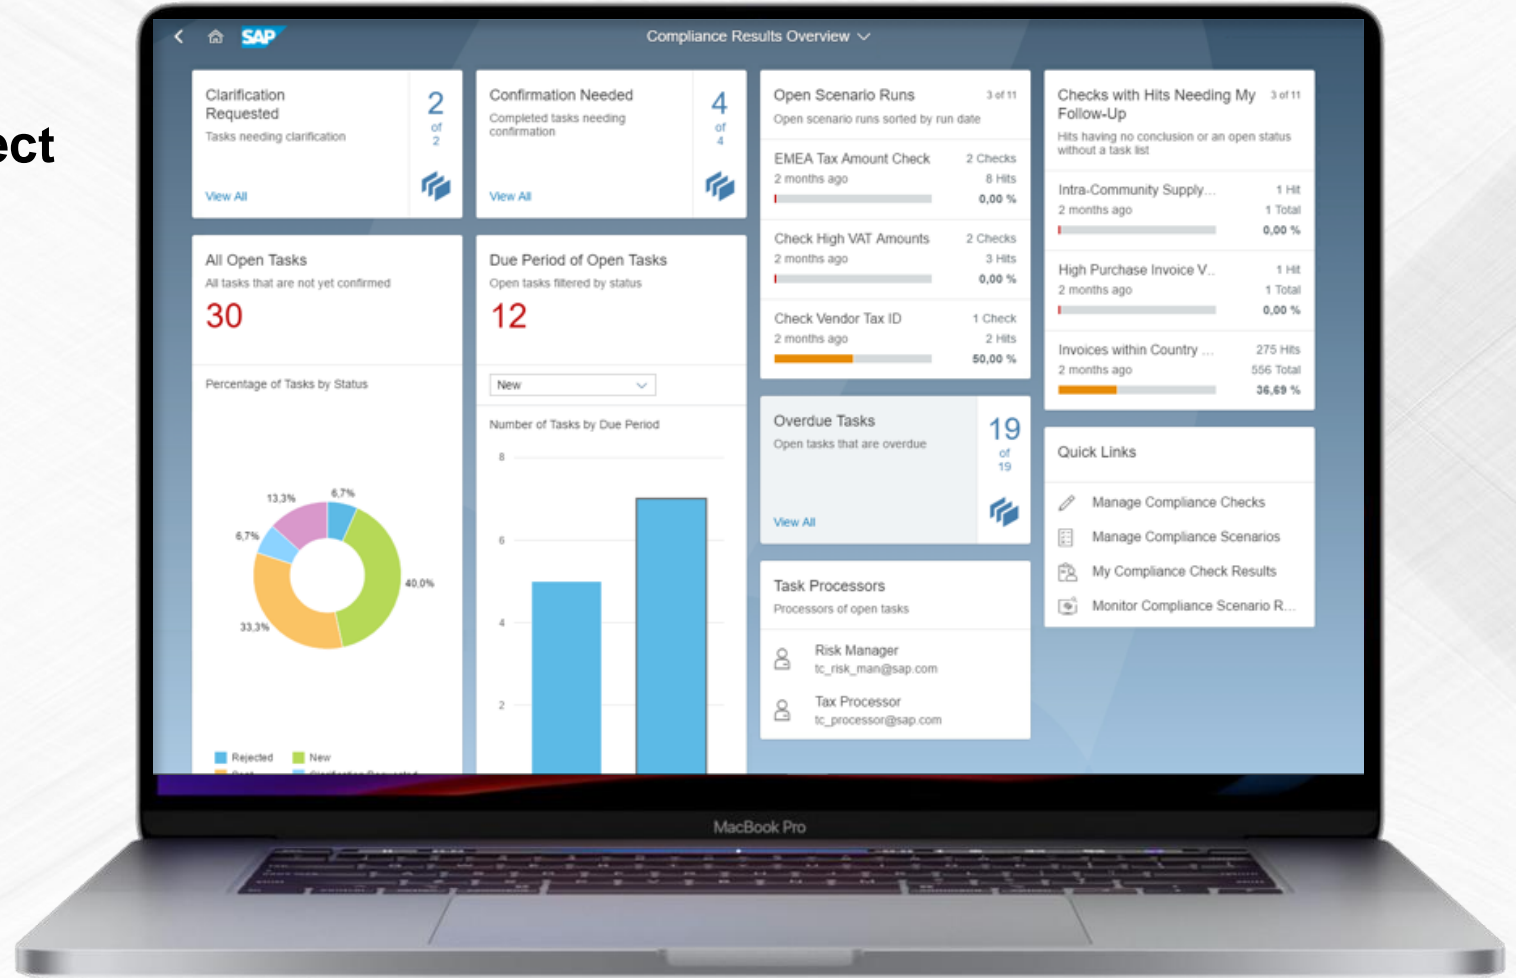 ect
SAP
Compliance Results Overview
Clarification
Requested
Tasks needing clarification
2
of
2
View All
Confirmation Needed
Completed tasks needing
confirmation
4
of
4
View All
Open Scenario Runs
3 of 11
Open scenario runs sorted by run date
EMEA Tax Amount Check
2 Checks
2 months ago
8 Hits
0,00 %
Check High VAT Amounts
2 Checks
2 months ago
3 Hits
0,00 %
Check Vendor Tax ID
1 Check
2 months ago
2 Hits
50,00 %
Checks with Hits Needing My
Follow-Up
3 of 11
Hits having no conclusion or an open status
without a task list
Intra-Community Supply...
1 Hit
2 months ago
1 Total
0,00 %
High Purchase Invoice V..
1 Hit
2 months ago
1 Total
0,00 %
Invoices within Country ...
275 Hits
2 months ago
556 Total
36,69 %
All Open Tasks
All tasks that are not yet confirmed
30
Percentage of Tasks by Status
13,3%
6,7%
6,7%
40,0%
33,3%
Rejected
New
Due Period of Open Tasks
Open tasks filtered by status
12
New
Number of Tasks by Due Period
8
6
4
2
Overdue Tasks
Open tasks that are overdue
19
of
19
View All
Task Processors
Processors of open tasks
Risk Manager
tc_risk_man@sap.com
Tax Processor
tc_processor@sap.com
Quick Links
Manage Compliance Checks
Manage Compliance Scenarios
My Compliance Check Results
Monitor Compliance Scenario R...
MacBook Pro